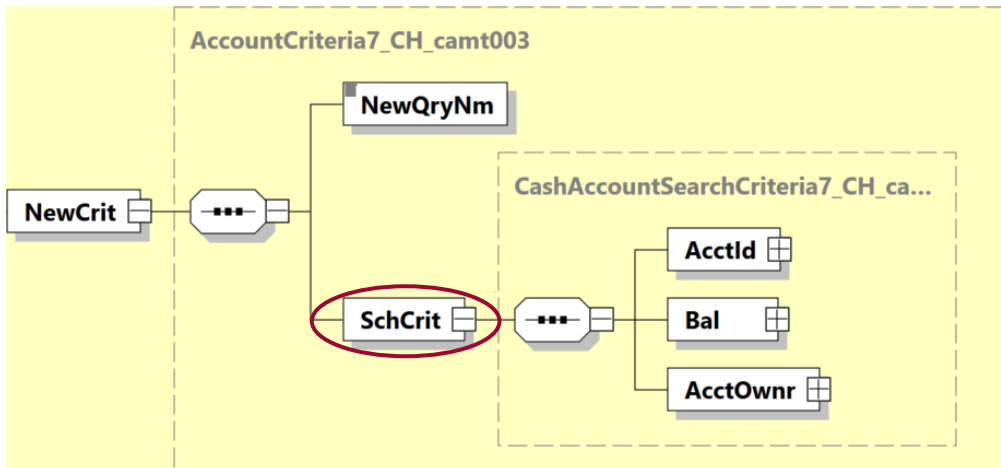 AccountCriteria7_CH_camt003
NewQryNm
CashAccountSearchCriteria7_CH_ca...
NewCrit
AcctId
SchCrit
Bal
AcctOwnr